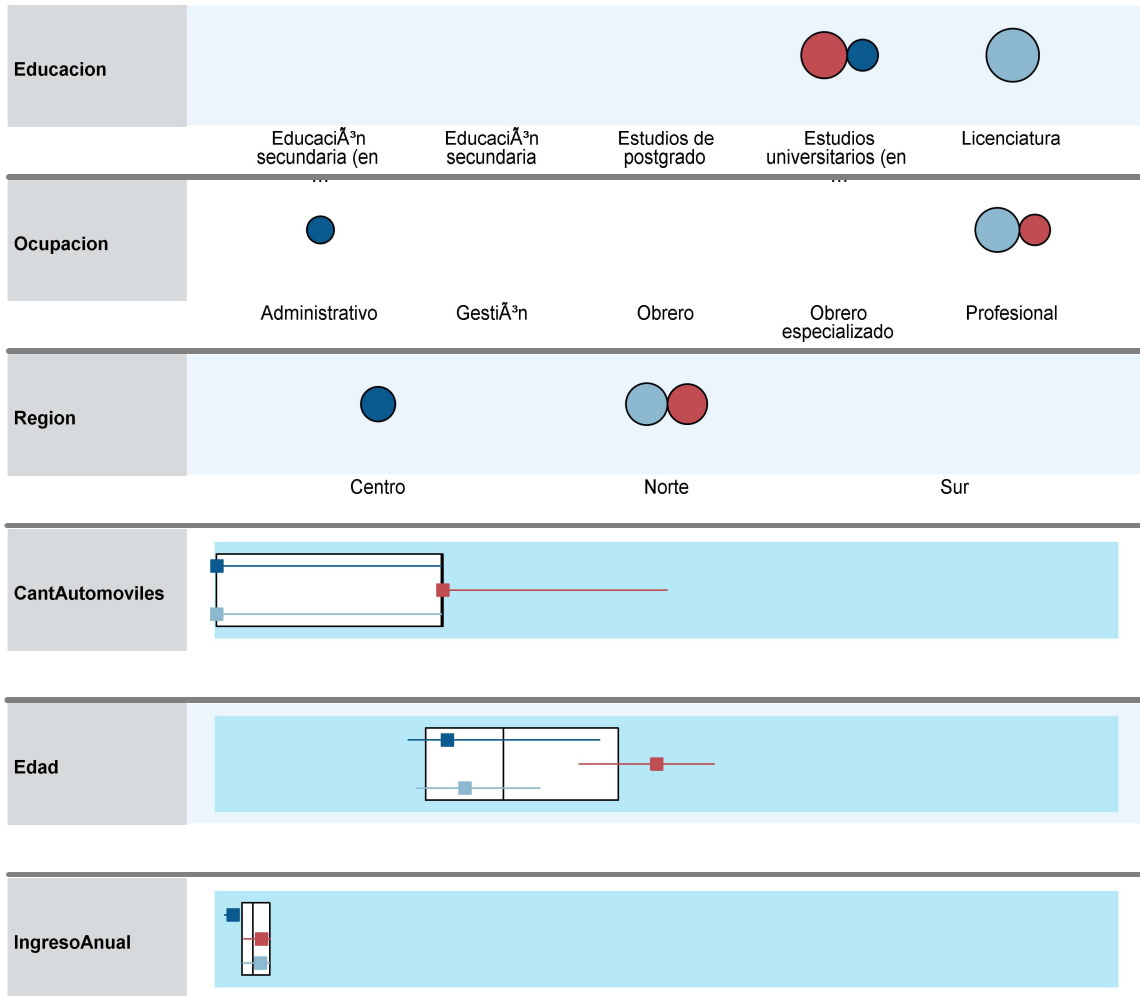 Educacion
EducaciÃ³n
secundaria (en
...
EducaciÃ³n
secundaria
Estudios de
postgrado
Estudios
universitarios (en
...
Licenciatura
Ocupacion
Administrativo
GestiÃ³n
Obrero
Obrero
especializado
Profesional
Region
Centro
Norte
Sur
CantAutomoviles
Edad
IngresoAnual